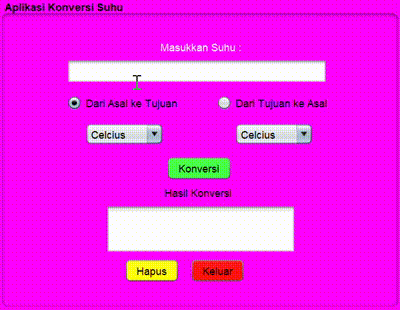 Aplikasi Konversi Suhu
Masukkan Suhu :
Dari Asal ke Tujuan
Dari Tujuan ke Asal
Celcius
Celcius
Konversi
Hasil Konversi
Hapus
Keluar